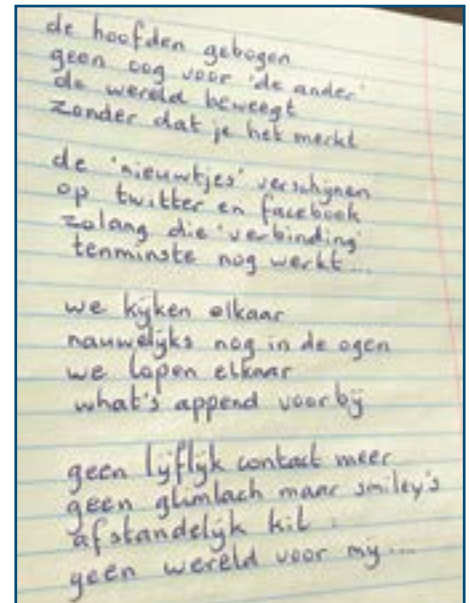 de hoofden gebogen
geen oog voor 'de ander'
de wereld beweegt
zonder dat je het merkt
de 'nieuwtjes' verschijnen
op twitter en facebook
zolang die 'verbinding'
tenminste nog werkt...
we kijken elkaar
nauwelijks nog in de ogen
we lopen elkaar
what's append voorbij
geen lijflijk contact meer
geen glimlach maar smiley's
afstandelijk kil.
geen wereld voor mij....